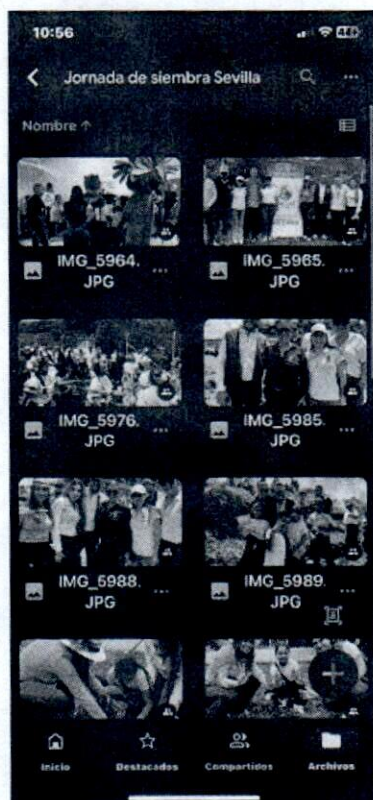 10:56
Jornada de siembra Sevilla
Nombre ↑
IMG_5964.
JPG
IMG_5965.
JPG
IMG_5976.
JPG
IMG_5985.
JPG
IMG_5988.
JPG
IMG_5989.
JPG
Inicio
Destacados
Compartidos
Archivos